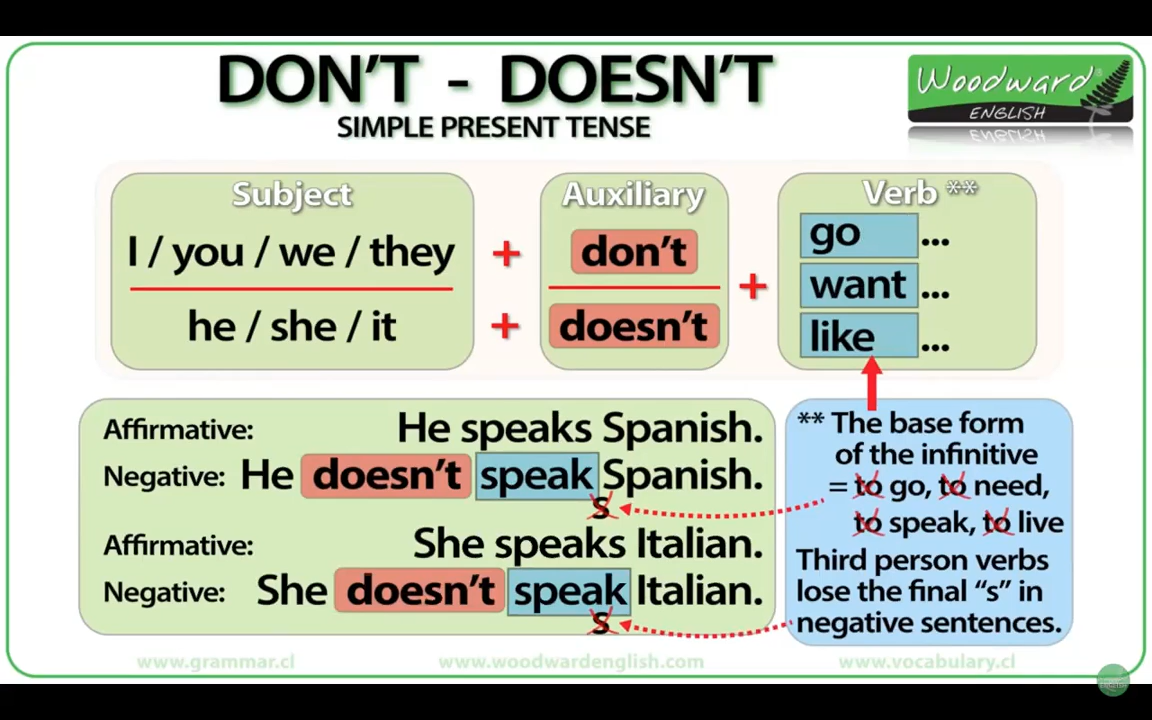 DON'T - DOESN'T
SIMPLE PRESENT TENSE
Woodward®
ENGLISH
Subject
I / you / we / they
he / she / it
+
+
Auxiliary
don't
doesn't
+
Verb **
go ...
want ...
like ...
Affirmative: He speaks Spanish.
Negative: He doesn't speak Spanish.
s
Affirmative: She speaks Italian.
Negative: She doesn't speak Italian.
s
** The base form
of the infinitive
= to go, to need,
to speak, to live
Third person verbs
lose the final “s” in
negative sentences.
www.grammar.cl
www.woodwardenglish.com
www.vocabulary.cl